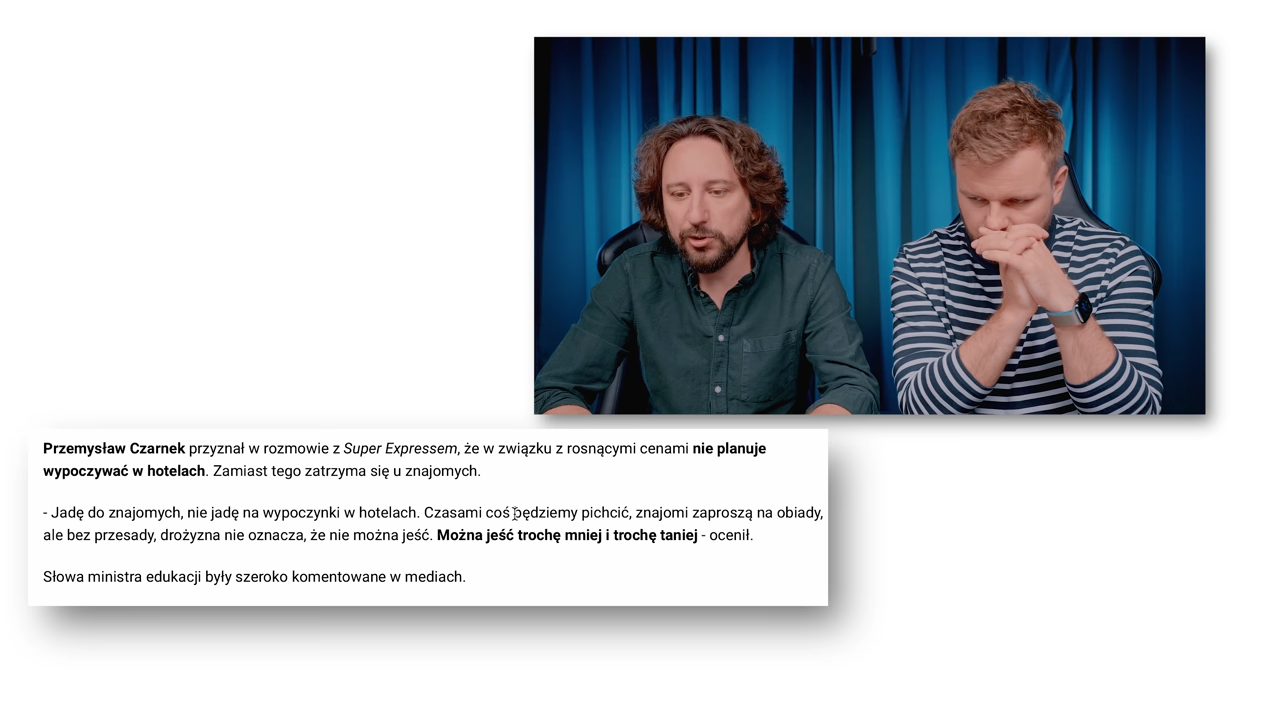 Przemysław Czarnek przyznał w rozmowie z Super Expressem, że w związku z rosnącymi cenami nie planuje
wypoczywać w hotelach. Zamiast tego zatrzyma się u znajomych.
- Jadę do znajomych, nie jadę na wypoczynki w hotelach. Czasami coś będziemy pichcić, znajomi zaproszą na obiady,
ale bez przesady, drożyzna nie oznacza, że nie można jeść. Można jeść trochę mniej i trochę taniej - ocenił.
Słowa ministra edukacji były szeroko komentowane w mediach.